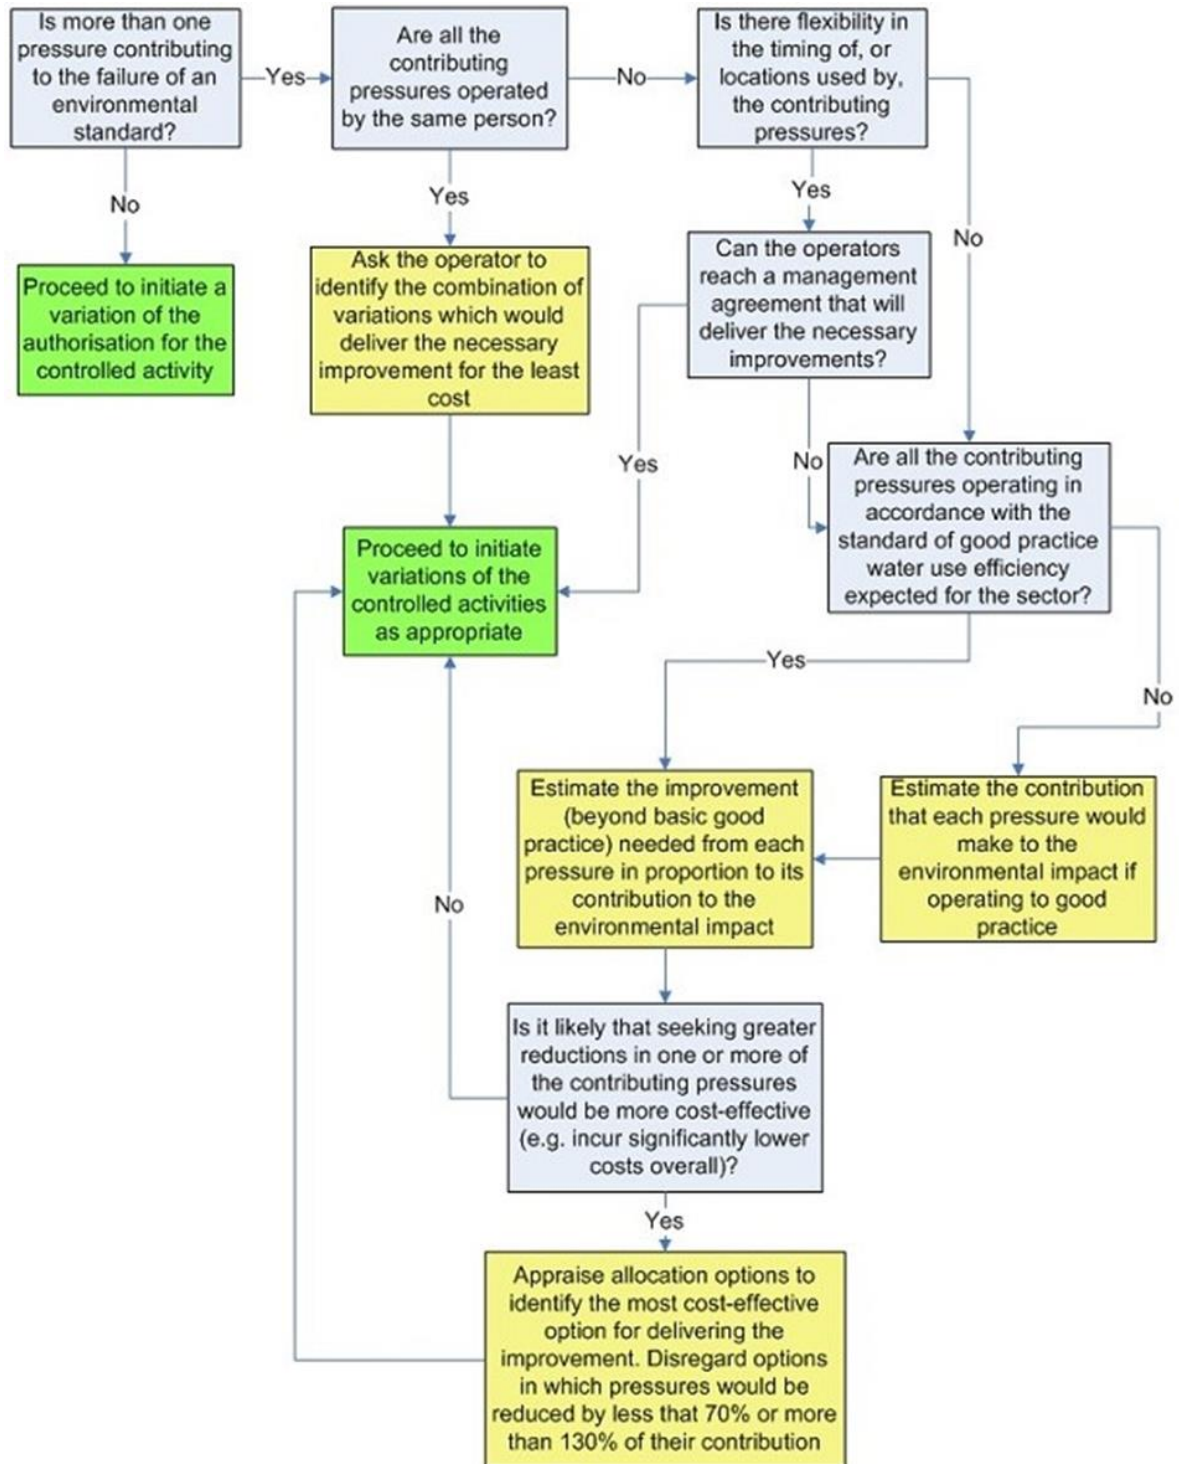 Is more than one
pressure contributing
to the failure of an
environmental
standard?
Yes
Are all the
contributing
pressures operated
by the same person?
No
Is there flexibility in
the timing of, or
locations used by,
the contributing
pressures?
No
Yes
Yes
No
Proceed to initiate a
variation of the
authorisation for the
controlled activity
Ask the operator to
identify the combination of
variations which would
deliver the necessary
improvement for the least
cost
Can the operators
reach a management
agreement that will
deliver the necessary
improvements?
Yes
No
Are all the contributing
pressures operating in
accordance with the
standard of good practice
water use efficiency
expected for the sector?
Proceed to initiate
variations of the
controlled activities
as appropriate
Yes
No
Estimate the improvement
(beyond basic good
practice) needed from each
pressure in proportion to its
contribution to the
environmental impact
Estimate the contribution
that each pressure would
make to the
environmental impact if
operating to good
practice
No
Is it likely that seeking greater
reductions in one or more of
the contributing pressures
would be more cost-effective
(e.g. incur significantly lower
costs overall)?
Yes
Appraise allocation options to
identify the most cost-effective
option for delivering the
improvement. Disregard options
in which pressures would be
reduced by less that 70% or more
than 130% of their contribution